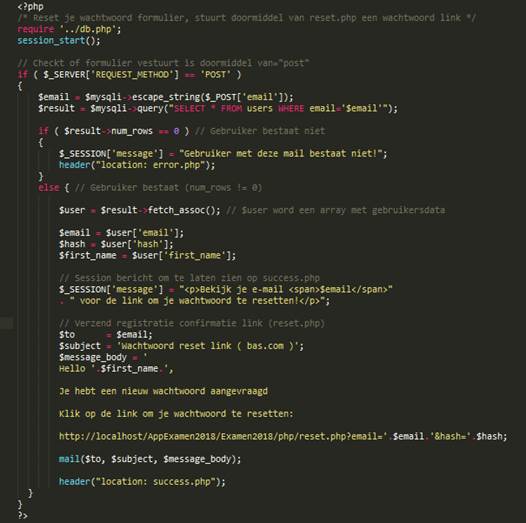 <?php
/* Reset je wachtwoord formulier, stuurt doormiddel van reset.php een wachtwoord link */
require '../db.php';
session_start();

// Checkt of formulier vestuurt is doormiddel van="post"
if ( $_SERVER['REQUEST_METHOD'] == 'POST' )
{
    $email = $mysqli->escape_string($_POST['email']);
    $result = $mysqli->query("SELECT * FROM users WHERE email='$email'");

    if ( $result->num_rows == 0 ) // Gebruiker bestaat niet
    {
        $_SESSION['message'] = "Gebruiker met deze mail bestaat niet!";
        header("location: error.php");
    }
    else { // Gebruiker bestaat (num_rows != 0)

        $user = $result->fetch_assoc(); // $user word een array met gebruikersdata

        $email = $user['email'];
        $hash = $user['hash'];
        $first_name = $user['first_name'];

        // Session bericht om te laten zien op success.php
        $_SESSION['message'] = "<p>Bekijk je e-mail <span>$email</span>"
        . " voor de link om je wachtwoord te resetten!</p>";

        // Verzend registratie confirmatie link (reset.php)
        $to      = $email;
        $subject = 'Wachtwoord reset link ( bas.com )';
        $message_body = '
        Hello '.$first_name.',

        Je hebt een nieuw wachtwoord aangevraagd

        Klik op de link om je wachtwoord te resetten:

        http://localhost/AppExamen2018/Examen2018/php/reset.php?email='.$email.'&hash='.$hash;

        mail($to, $subject, $message_body);

        header("location: success.php");
  }
}
?>